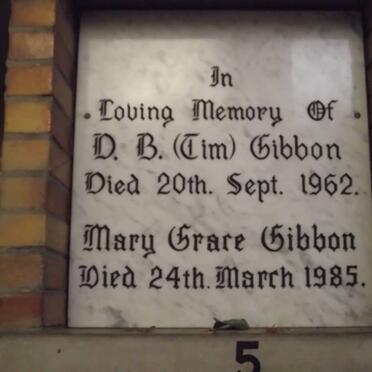 In
Loving Memory Of
D. B. (Tim) Gibbon
Died 20th. Sept. 1962.
Mary Grace Gibbon
Died 24th. March 1985.
5